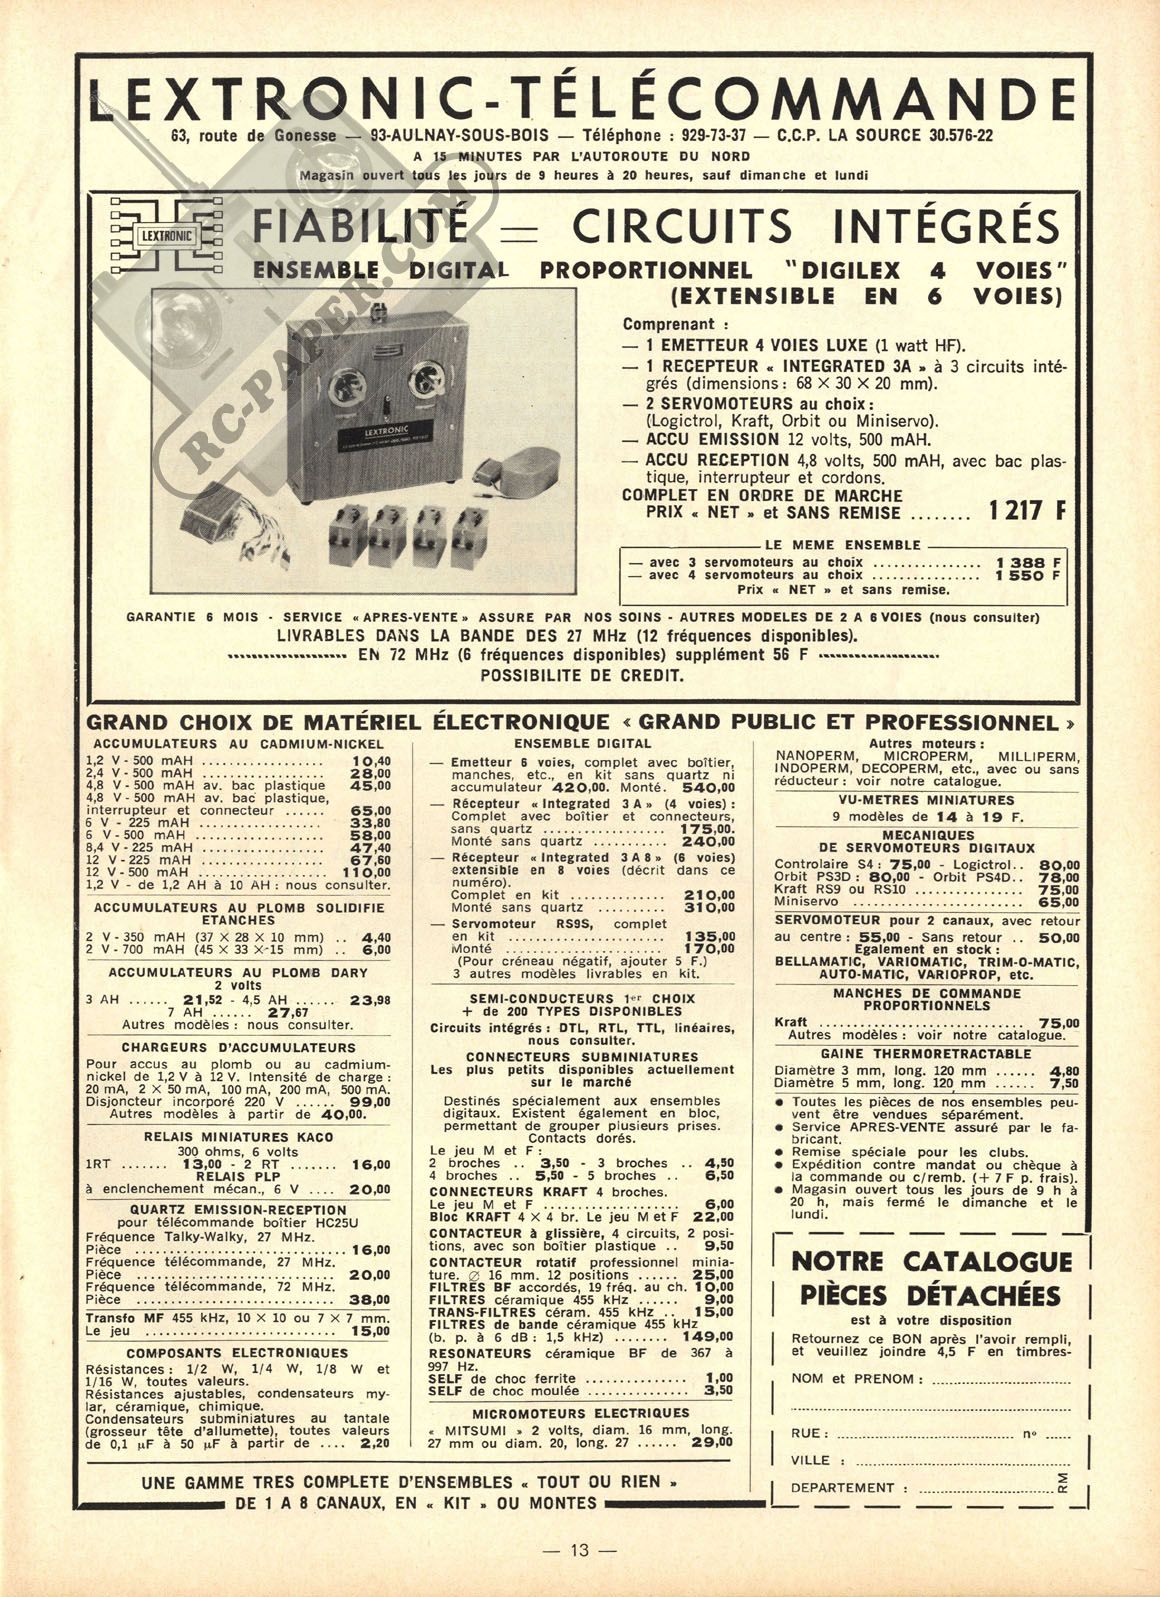 LEXTRONIC-TÉLÉCOMMANDE
63, route de Gonesse — 93-AULNAY-SOUS-BOIS — Téléphone : 929-73-37 — C.C.P. LA SOURCE 30.576-22
A 15 MINUTES PAR L'AUTOROUTE DU NORD
Magasin ouvert tous les jours de 9 heures à 20 heures, sauf dimanche et lundi
LEXTRONIC
FIABILITÉ = CIRCUITS INTÉGRÉS
ENSEMBLE DIGITAL PROPORTIONNEL "DIGILEX 4 VOIES"
(EXTENSIBLE EN 6 VOIES)
RC-PAPER.COM
LEXTRONIC
Comprenant :
— 1 EMETTEUR 4 VOIES LUXE (1 watt HF).
— 1 RECEPTEUR « INTEGRATED 3A » à 3 circuits inté-
grés (dimensions : 68 × 30 × 20 mm).
— 2 SERVOMOTEURS au choix :
(Logictrol, Kraft, Orbit ou Miniservo).
— ACCU EMISSION 12 volts, 500 mAH.
— ACCU RECEPTION 4,8 volts, 500 mAH, avec bac plas-
tique, interrupteur et cordons.
COMPLET EN ORDRE DE MARCHE
PRIX « NET » et SANS REMISE ........ 1 217 F
LE MEME ENSEMBLE
— avec 3 servomoteurs au choix ............... 1 388 F
— avec 4 servomoteurs au choix ............... 1 550 F
Prix « NET » et sans remise.
GARANTIE 6 MOIS - SERVICE « APRES-VENTE » ASSURE PAR NOS SOINS - AUTRES MODELES DE 2 A 6 VOIES (nous consulter)
LIVRABLES DANS LA BANDE DES 27 MHz (12 fréquences disponibles).
EN 72 MHz (6 fréquences disponibles) supplément 56 F
POSSIBILITE DE CREDIT.
GRAND CHOIX DE MATÉRIEL ÉLECTRONIQUE « GRAND PUBLIC ET PROFESSIONNEL »
ACCUMULATEURS AU CADMIUM-NICKEL
1,2 V - 500 mAH .................. 10,40
2,4 V - 500 mAH .................. 28,00
4,8 V - 500 mAH av. bac plastique 45,00
4,8 V - 500 mAH av. bac plastique,
interrupteur et connecteur ...... 65,00
6 V - 225 mAH .................. 33,80
6 V - 500 mAH .................. 58,00
8,4 V - 225 mAH .................. 47,40
12 V - 225 mAH .................. 67,60
12 V - 500 mAH .................. 110,00
1,2 V - de 1,2 AH à 10 AH : nous consulter.
ACCUMULATEURS AU PLOMB SOLIDIFIE
ETANCHES
2 V - 350 mAH (37 × 28 × 10 mm) .. 4,40
2 V - 700 mAH (45 × 33 × 15 mm) .. 6,00
ACCUMULATEURS AU PLOMB DARY
2 volts
3 AH ...... 21,52 - 4,5 AH ...... 23,98
7 AH ...... 27,67
Autres modèles : nous consulter.
CHARGEURS D'ACCUMULATEURS
Pour accus au plomb ou au cadmium-
nickel de 1,2 V à 12 V. Intensité de charge :
20 mA, 2 × 50 mA, 100 mA, 200 mA, 500 mA.
Disjoncteur incorporé 220 V ...... 99,00
Autres modèles à partir de 40,00.
RELAIS MINIATURES KACO
300 ohms, 6 volts
1RT ....... 13,00 - 2 RT ....... 16,00
RELAIS PLP
à enclenchement mécan., 6 V .... 20,00
QUARTZ EMISSION-RECEPTION
pour télécommande boîtier HC25U
Fréquence Talky-Walky, 27 MHz.
Pièce .............................. 16,00
Fréquence télécommande, 27 MHz.
Pièce .............................. 20,00
Fréquence télécommande, 72 MHz.
Pièce .............................. 38,00
Transfo MF 455 kHz, 10 × 10 ou 7 × 7 mm.
Le jeu .............................. 15,00
COMPOSANTS ELECTRONIQUES
Résistances : 1/2 W, 1/4 W, 1/8 W et
1/16 W, toutes valeurs.
Résistances ajustables, condensateurs my-
lar, céramique, chimique.
Condensateurs subminiatures au tantale
(grosseur tête d'allumette), toutes valeurs
de 0,1 µF à 50 µF à partir de .... 2,20
ENSEMBLE DIGITAL
— Emetteur 6 voies, complet avec boîtier,
manches, etc., en kit sans quartz ni
accumulateur 420,00. Monté. 540,00
— Récepteur « Integrated 3 A » (4 voies) :
Complet avec boîtier et connecteurs,
sans quartz .................. 175,00.
Monté sans quartz ........... 240,00
— Récepteur « Integrated 3 A 8 » (6 voies)
extensible en 8 voies (décrit dans ce
numéro).
Complet en kit ............... 210,00
Monté sans quartz .......... 310,00
— Servomoteur RS9S, complet
en kit ....................... 135,00
Monté ....................... 170,00
(Pour créneau négatif, ajouter 5 F.)
3 autres modèles livrables en kit.
SEMI-CONDUCTEURS 1er CHOIX
+ de 200 TYPES DISPONIBLES
Circuits intégrés : DTL, RTL, TTL, linéaires,
nous consulter.
CONNECTEURS SUBMINIATURES
Les plus petits disponibles actuellement
sur le marché
Destinés spécialement aux ensembles
digitaux. Existent également en bloc,
permettant de grouper plusieurs prises.
Contacts dorés.
Le jeu M et F :
2 broches .. 3,50 - 3 broches .. 4,50
4 broches .. 5,50 - 5 broches .. 6,50
CONNECTEURS KRAFT 4 broches.
Le jeu M et F .................... 6,00
Bloc KRAFT 4 × 4 br. Le jeu M et F 22,00
CONTACTEUR à glissière, 4 circuits, 2 posi-
tions, avec son boîtier plastique .. 9,50
CONTACTEUR rotatif professionnel minia-
ture. ∅ 16 mm. 12 positions ...... 25,00
FILTRES BF accordés, 19 fréq. au ch. 10,00
FILTRES céramique 455 kHz ...... 9,00
TRANS-FILTRES céram. 455 kHz .. 15,00
FILTRES de bande céramique 455 kHz
(b. p. à 6 dB : 1,5 kHz) ........ 149,00
RESONATEURS céramique BF de 367 à
997 Hz.
SELF de choc ferrite .............. 1,00
SELF de choc moulée .............. 3,50
MICROMOTEURS ELECTRIQUES
« MITSUMI » 2 volts, diam. 16 mm, long.
27 mm ou diam. 20, long. 27 ...... 29,00
Autres moteurs :
NANOPERM, MICROPERM, MILLIPERM,
INDOPERM, DECOPERM, etc., avec ou sans
réducteur : voir notre catalogue.
VU-METRES MINIATURES
9 modèles de 14 à 19 F.
MECANIQUES
DE SERVOMOTEURS DIGITAUX
Controlaire S4 : 75,00 - Logictrol.. 80,00
Orbit PS3D : 80,00 - Orbit PS4D.. 78,00
Kraft RS9 ou RS10 ................ 75,00
Miniservo ........................ 65,00
SERVOMOTEUR pour 2 canaux, avec retour
au centre : 55,00 - Sans retour .. 50,00
Egalement en stock :
BELLAMATIC, VARIOMATIC, TRIM-O-MATIC,
AUTO-MATIC, VARIOPROP, etc.
MANCHES DE COMMANDE
PROPORTIONNELS
Kraft .............................. 75,00
Autres modèles : voir notre catalogue.
GAINE THERMORETRACTABLE
Diamètre 3 mm, long. 120 mm ...... 4,80
Diamètre 5 mm, long. 120 mm ...... 7,50
● Toutes les pièces de nos ensembles peu-
vent être vendues séparément.
● Service APRES-VENTE assuré par le fa-
bricant.
● Remise spéciale pour les clubs.
● Expédition contre mandat ou chèque à
la commande ou c/remb. (+ 7 F p. frais).
● Magasin ouvert tous les jours de 9 h à
20 h, mais fermé le dimanche et le
lundi.
NOTRE CATALOGUE
PIÈCES DÉTACHÉES
est à votre disposition
Retournez ce BON après l'avoir rempli,
et veuillez joindre 4,5 F en timbres-
NOM et PRENOM : ..............................
RUE : .............................. n° .....
VILLE : ..............................
DEPARTEMENT : ..............................
RM
UNE GAMME TRES COMPLETE D'ENSEMBLES « TOUT OU RIEN »
DE 1 A 8 CANAUX, EN « KIT » OU MONTES
— 13 —